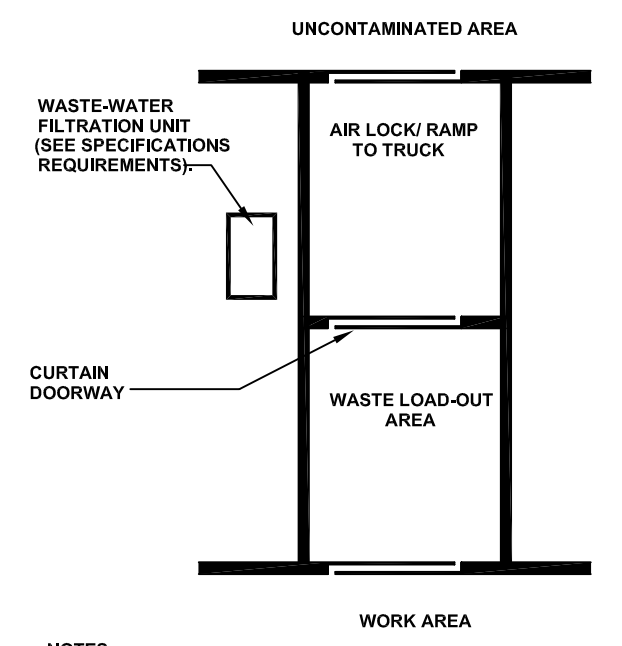 UNCONTAMINATED AREA
WASTE-WATER
FILTRATION UNIT
(SEE SPECIFICATIONS
REQUIREMENTS).
AIR LOCK/ RAMP
TO TRUCK
CURTAIN
DOORWAY
WASTE LOAD-OUT
AREA
WORK AREA
NOTES